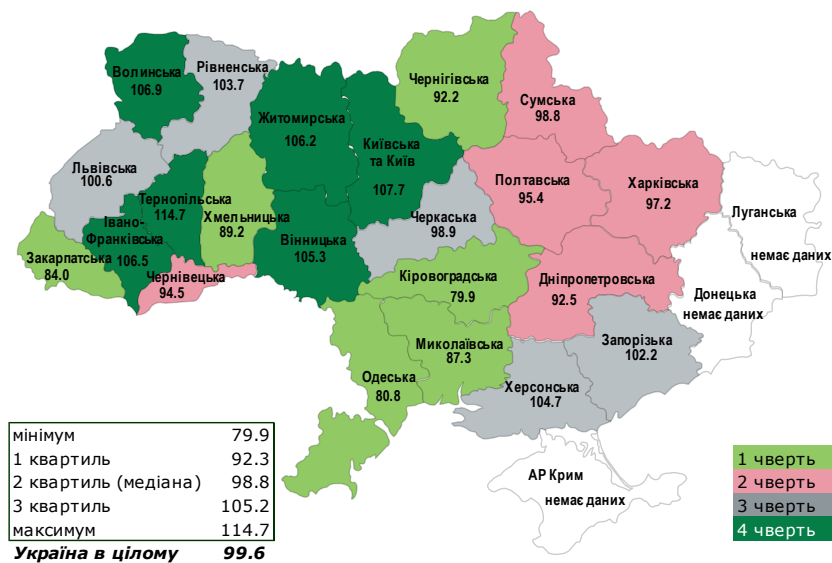 Волинська
106.9
Рівненська
103.7
Житомирська
106.2
Київська
та Київ
107.7
Чернігівська
92.2
Сумська
98.8
Львівська
100.6
Тернопільська
114.7
Хмельницька
89.2
Івано-
Франківська
106.5
Закарпатська
84.0
Чернівецька
94.5
Вінницька
105.3
Черкаська
98.9
Полтавська
95.4
Харківська
97.2
Луганська
немає даних
Кіровоградська
79.9
Дніпропетровська
92.5
Донецька
немає даних
Одеська
80.8
Миколаївська
87.3
Херсонська
104.7
Запорізька
102.2
АР Крим
немає даних
мінімум 79.9
1 квартиль 92.3
2 квартиль (медіана) 98.8
3 квартиль 105.2
максимум 114.7
Україна в цілому 99.6
1 чверть
2 чверть
3 чверть
4 чверть